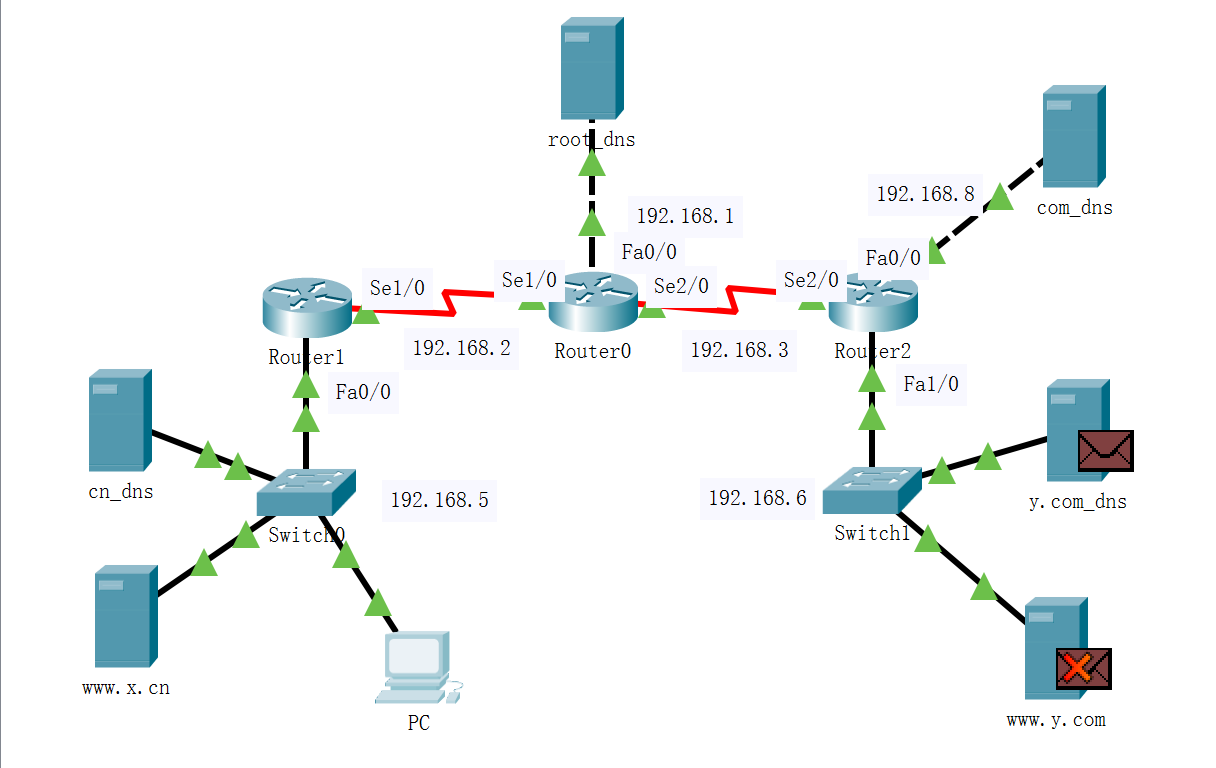 root_dns
192.168.1
192.168.8
com_dns
Fa0/0
Fa0/0
Se1/0
Se1/0
Se2/0
Se2/0
Router1
192.168.2
Router0
192.168.3
Router2
Fa0/0
Fa1/0
cn_dns
192.168.5
192.168.6
y.com_dns
Switch0
Switch1
www.x.cn
PC
www.y.com